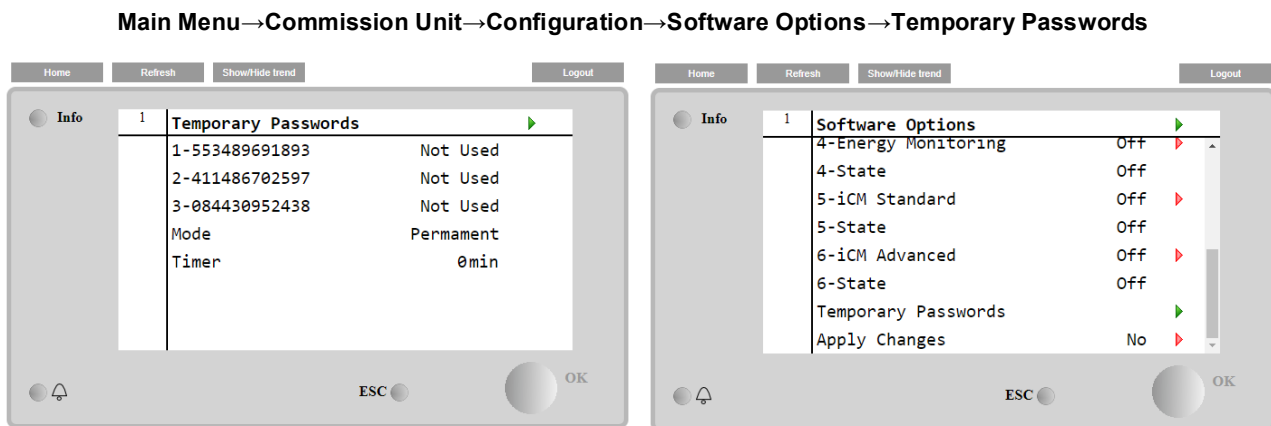 Main Menu→Commission Unit→Configuration→Software Options→Temporary Passwords
Home Refresh Show/Hide trend Logout
Info
1 Temporary Passwords
1-553489691893 Not Used
2-411486702597 Not Used
3-084430952438 Not Used
Mode Permament
Timer 0min
ESC
OK
Home Refresh Show/Hide trend Logout
Info
1 Software Options
4-Energy Monitoring Off
4-State Off
5-iCM Standard Off
5-State Off
6-iCM Advanced Off
6-State Off
Temporary Passwords
Apply Changes No
ESC
OK